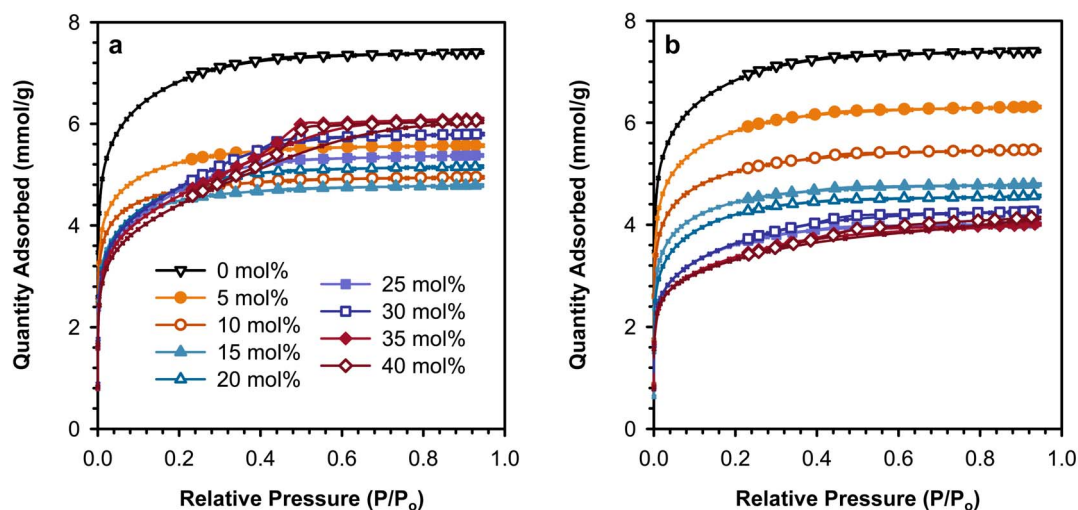 a
8
6
4
2
0
Quantity Adsorbed (mmol/g)
0 mol%
5 mol%
10 mol%
15 mol%
20 mol%
25 mol%
30 mol%
35 mol%
40 mol%
0.0 0.2 0.4 0.6 0.8 1.0
Relative Pressure (P/Po)
b
8
6
4
2
0
Quantity Adsorbed (mmol/g)
0.0 0.2 0.4 0.6 0.8 1.0
Relative Pressure (P/Po)